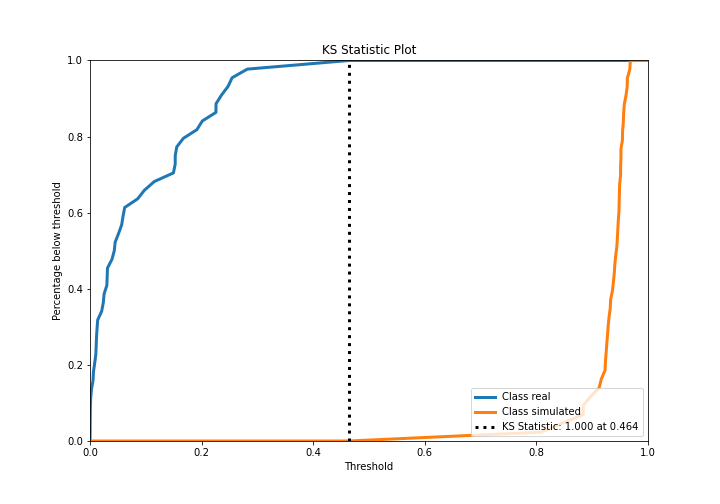 KS Statistic Plot
1.0
0.8
0.6
0.4
0.2
0.0
Percentage below threshold
Class real
Class simulated
KS Statistic: 1.000 at 0.464
0.0 0.2 0.4 0.6 0.8 1.0
Threshold